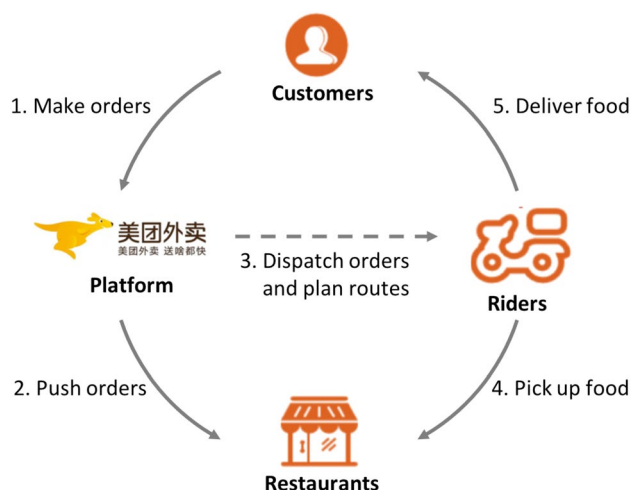 Customers
1. Make orders
5. Deliver food
美团外卖
美团外卖 送啥都快
Platform
3. Dispatch orders
and plan routes
Riders
2. Push orders
4. Pick up food
Restaurants